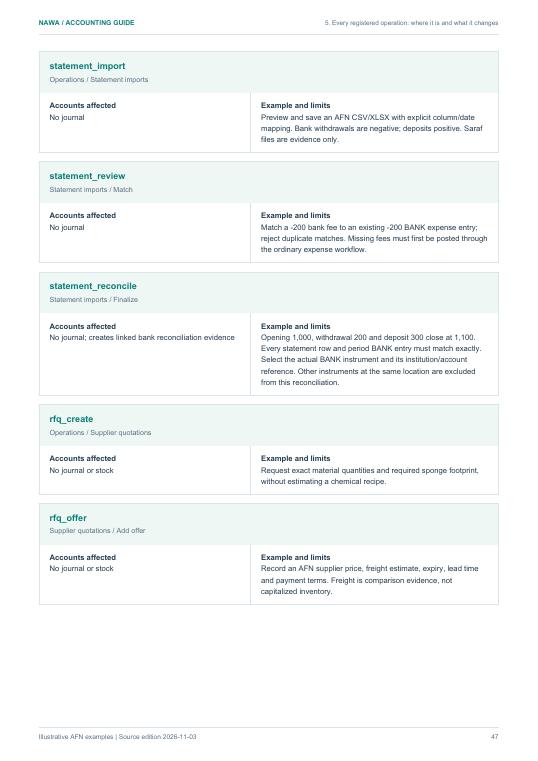 NAWA / ACCOUNTING GUIDE
5. Every registered operation: where it is and what it changes
statement_import
Operations / Statement imports
Accounts affected
No journal
Example and limits
Preview and save an AFN CSV/XLSX with explicit column/date
mapping. Bank withdrawals are negative; deposits positive. Saraf
files are evidence only.
statement_review
Statement imports / Match
Accounts affected
No journal
Example and limits
Match a -200 bank fee to an existing -200 BANK expense entry;
reject duplicate matches. Missing fees must first be posted through
the ordinary expense workflow.
statement_reconcile
Statement imports / Finalize
Accounts affected
No journal; creates linked bank reconciliation evidence
Example and limits
Opening 1,000, withdrawal 200 and deposit 300 close at 1,100.
Every statement row and period BANK entry must match exactly.
Select the actual BANK instrument and its institution/account
reference. Other instruments at the same location are excluded
from this reconciliation.
rfq_create
Operations / Supplier quotations
Accounts affected
No journal or stock
Example and limits
Request exact material quantities and required sponge footprint,
without estimating a chemical recipe.
rfq_offer
Supplier quotations / Add offer
Accounts affected
No journal or stock
Example and limits
Record an AFN supplier price, freight estimate, expiry, lead time
and payment terms. Freight is comparison evidence, not
capitalized inventory.
Illustrative AFN examples | Source edition 2026-11-03
47